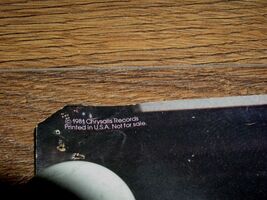 ℗ 1981 Chrysalis Records
Printed in U.S.A. Not for sale.